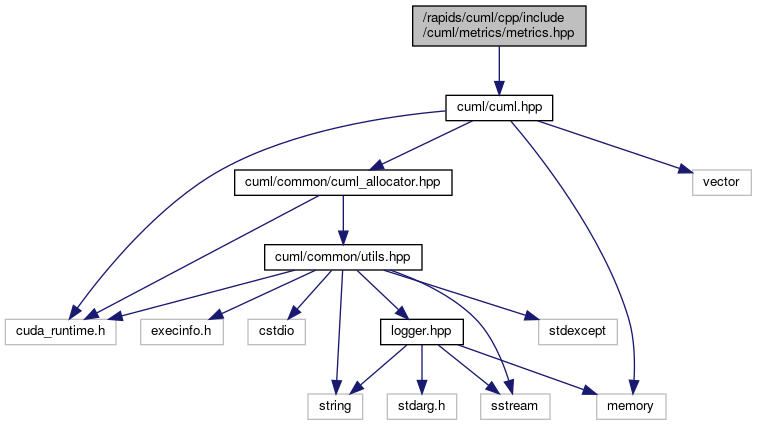 /rapids/cuml/cpp/include
/cuml/metrics/metrics.hpp
cuml/cuml.hpp
cuml/common/cuml_allocator.hpp
vector
cuml/common/utils.hpp
cuda_runtime.h
execinfo.h
cstdio
logger.hpp
stdexcept
string
stdarg.h
sstream
memory